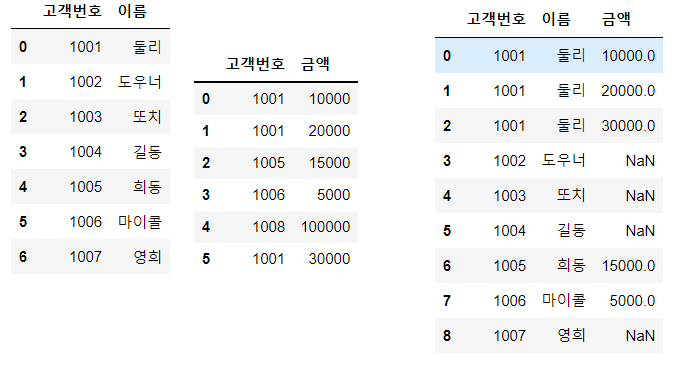 고객번호 이름
0 1001 둘리
1 1002 도우너
2 1003 또치
3 1004 길동
4 1005 희동
5 1006 마이콜
6 1007 영희
고객번호 금액
0 1001 10000
1 1001 20000
2 1005 15000
3 1006 5000
4 1008 100000
5 1001 30000
고객번호 이름 금액
0 1001 둘리 10000.0
1 1001 둘리 20000.0
2 1001 둘리 30000.0
3 1002 도우너 NaN
4 1003 또치 NaN
5 1004 길동 NaN
6 1005 희동 15000.0
7 1006 마이콜 5000.0
8 1007 영희 NaN